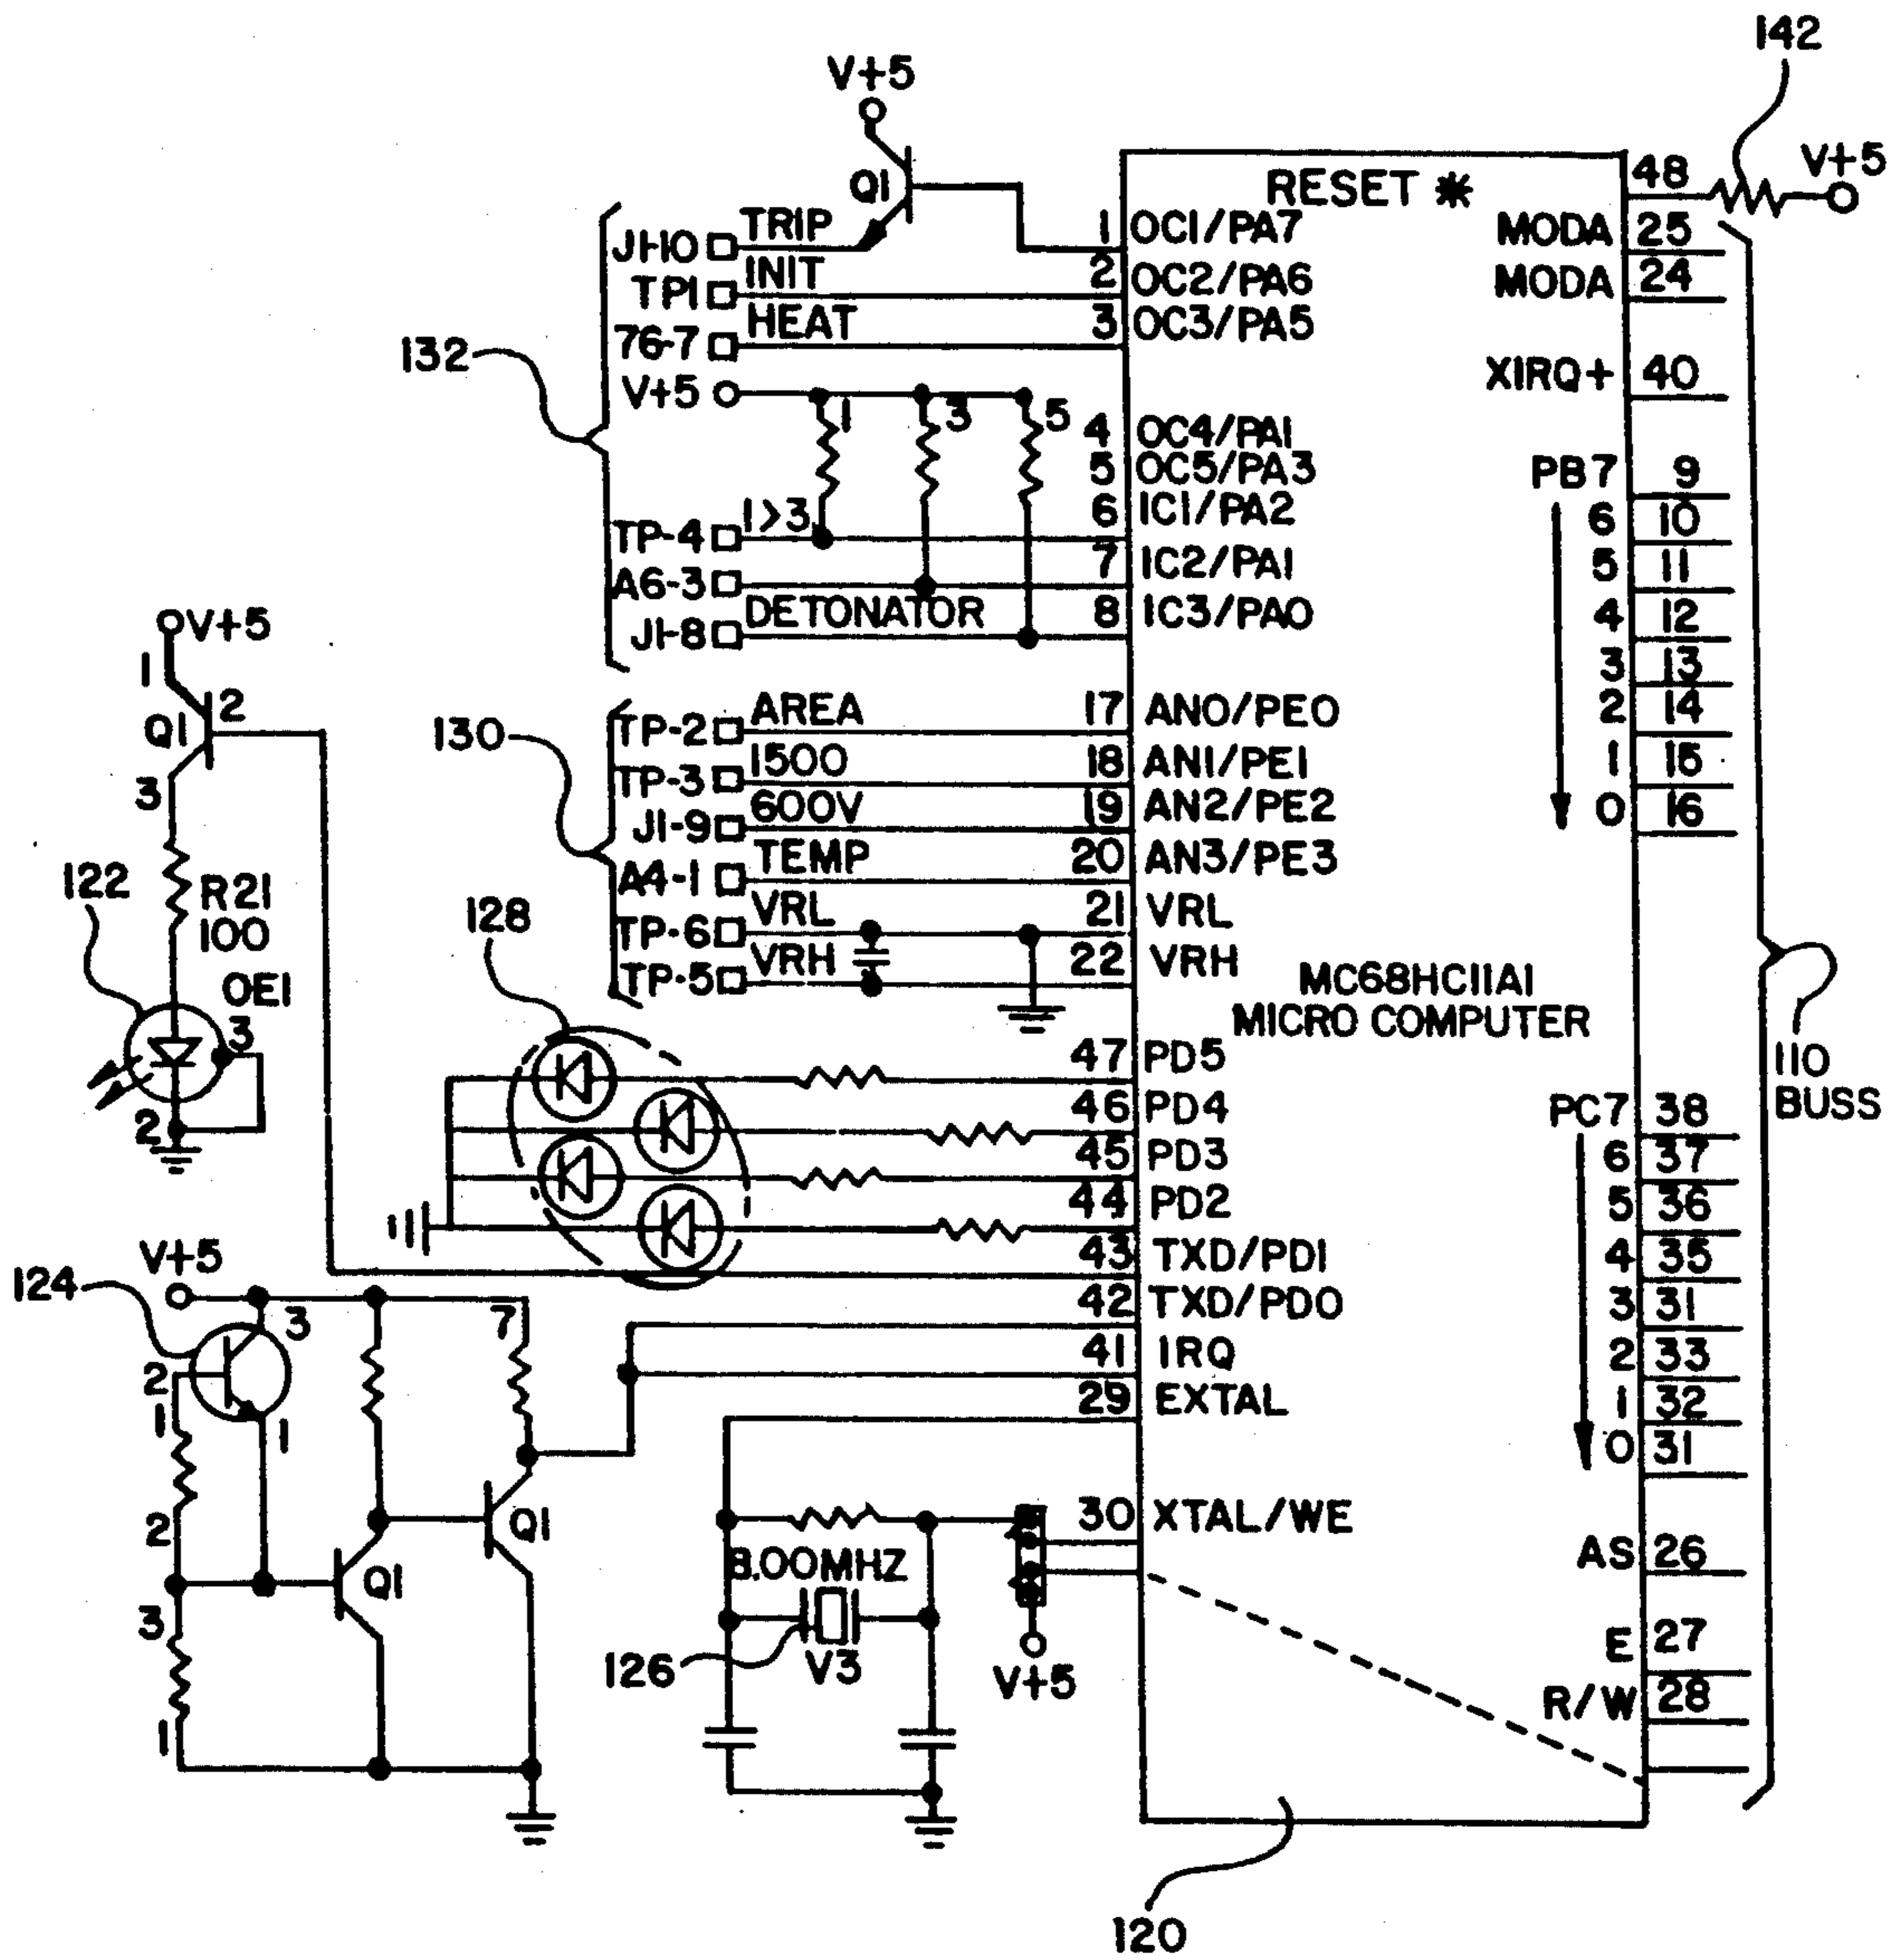 142
V+5
V+5
Q1
RESET *
48
J1-10 TRIP
1 OC1/PA7
MODA 25
TP1 INIT
2 OC2/PA6
MODA 24
76-7 HEAT
3 OC3/PA5
132
V+5
1 3 5
XIRQ+ 40
4 OC4/PA1
5 OC5/PA3
PB7 9
6 IC1/PA2
6 10
TP-4 1>3
7 IC2/PA1
5 11
A6-3
8 IC3/PA0
4 12
J1-8 DETONATOR
3 13
V+5
1
Q1 2
3
R21
100
122
OE1
3
2
130
TP-2 AREA
17 AN0/PE0
2 14
TP-3 1500
18 AN1/PE1
1 15
J1-9 600V
19 AN2/PE2
0 16
A4-1 TEMP
20 AN3/PE3
TP-6 VRL
21 VRL
TP-5 VRH
22 VRH
MC68HC11A1
MICRO COMPUTER
110
BUSS
128
47 PD5
46 PD4
PC7 38
45 PD3
6 37
44 PD2
5 36
43 TXD/PD1
4 35
42 TXD/PD0
3 31
41 IRQ
2 33
29 EXTAL
1 32
0 31
V+5
124
3
7
2
1
1
2
Q1
Q1
3
1
30 XTAL/WE
8.00MHZ
126
V3
V+5
AS 26
E 27
R/W 28
120